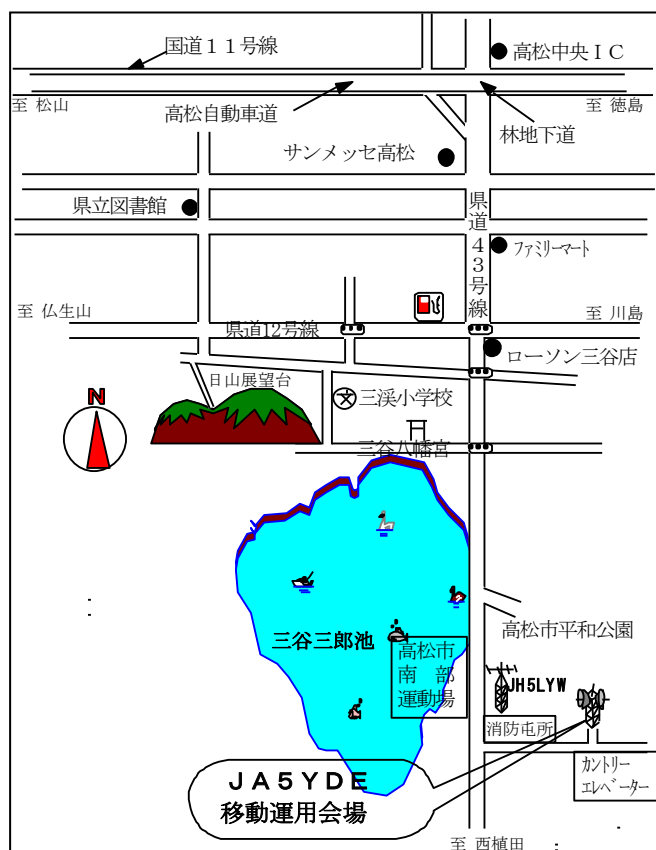 国道１１号線
高松中央ＩＣ
至 松山
高松自動車道
至 徳島
林地下道
サンメッセ高松
県立図書館
県道４３号線
ファミリーマート
至 仏生山
県道12号線
至 川島
ローソン三谷店
日山展望台
三渓小学校
N
三谷八幡宮
高松市平和公園
三谷三郎池
高松市
南部
運動場
JH5LYW
消防屯所
カントリー
エレベーター
ＪＡ５ＹＤＥ
移動運用会場
至 西植田